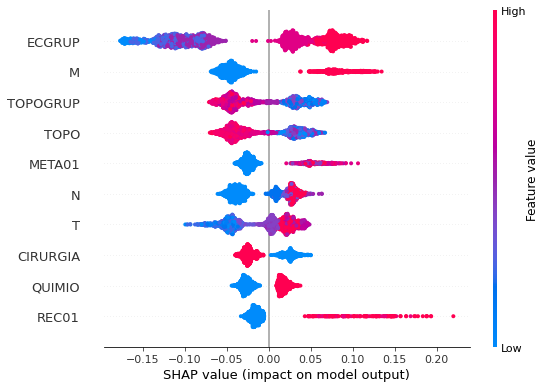 High
ECGRUP
M
TOPOGRUP
TOPO
META01
N
T
CIRURGIA
QUIMIO
REC01
Feature value
Low
−0.15 −0.10 −0.05 0.00 0.05 0.10 0.15 0.20
SHAP value (impact on model output)